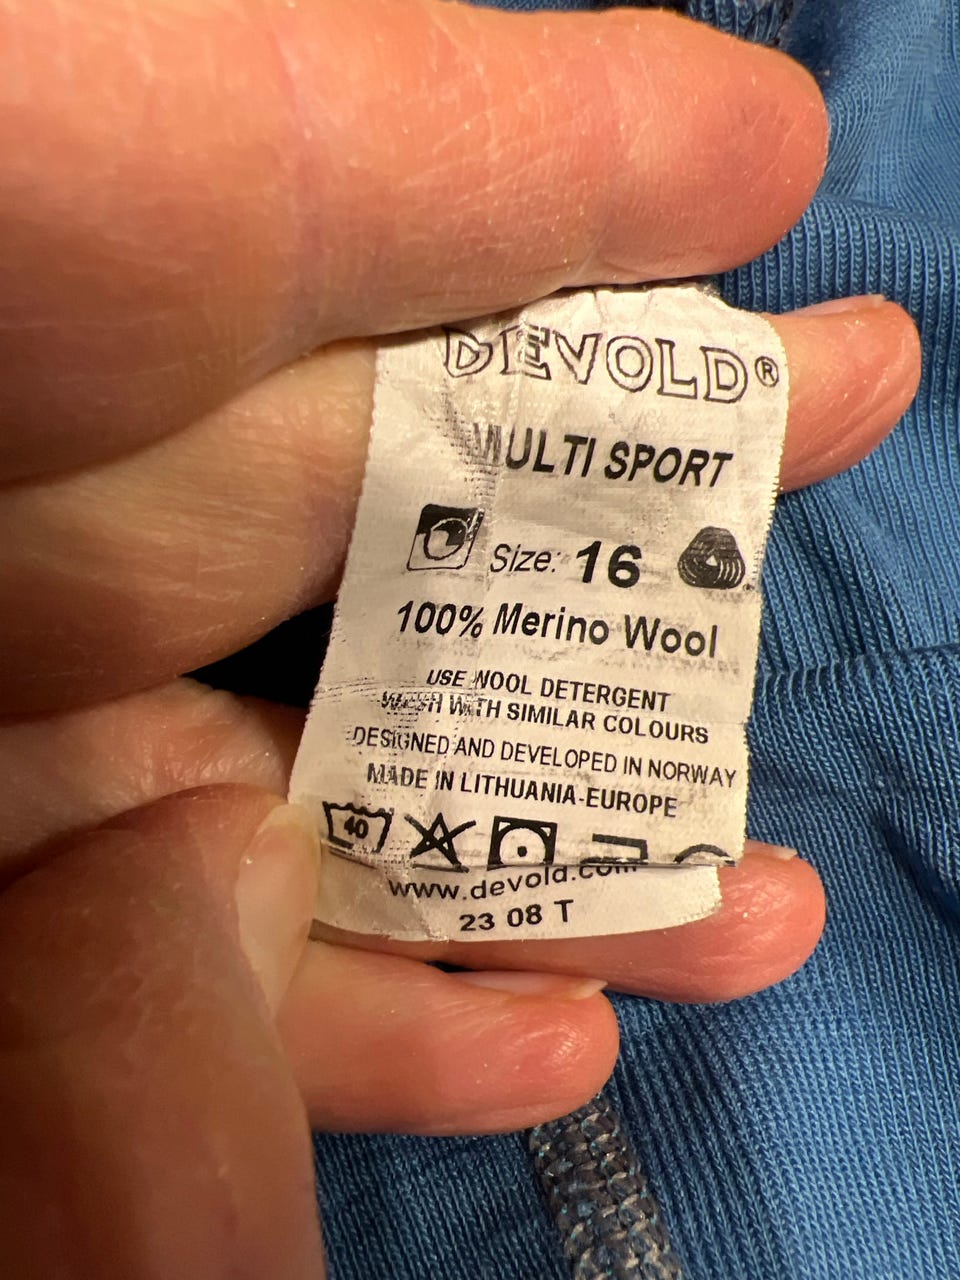 DEVOLD®
MULTI SPORT
Size: 16
100% Merino Wool
USE WOOL DETERGENT
WASH WITH SIMILAR COLOURS
DESIGNED AND DEVELOPED IN NORWAY
MADE IN LITHUANIA-EUROPE
40
www.devold.com
23 08 T